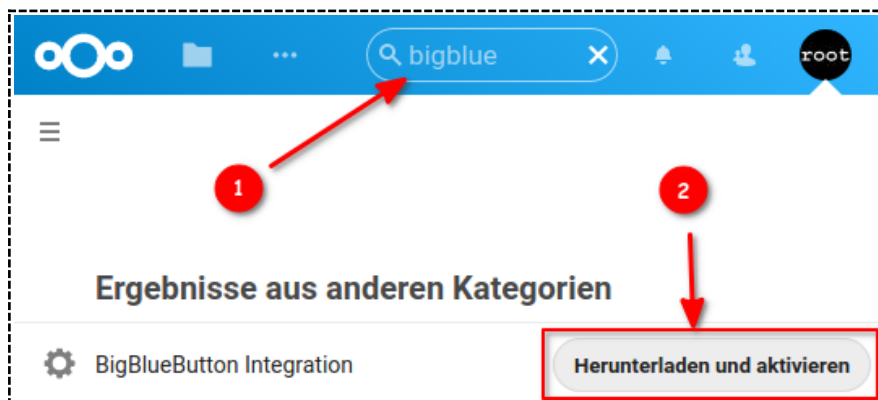 bigblue
root
1
2
Ergebnisse aus anderen Kategorien
BigBlueButton Integration
Herunterladen und aktivieren